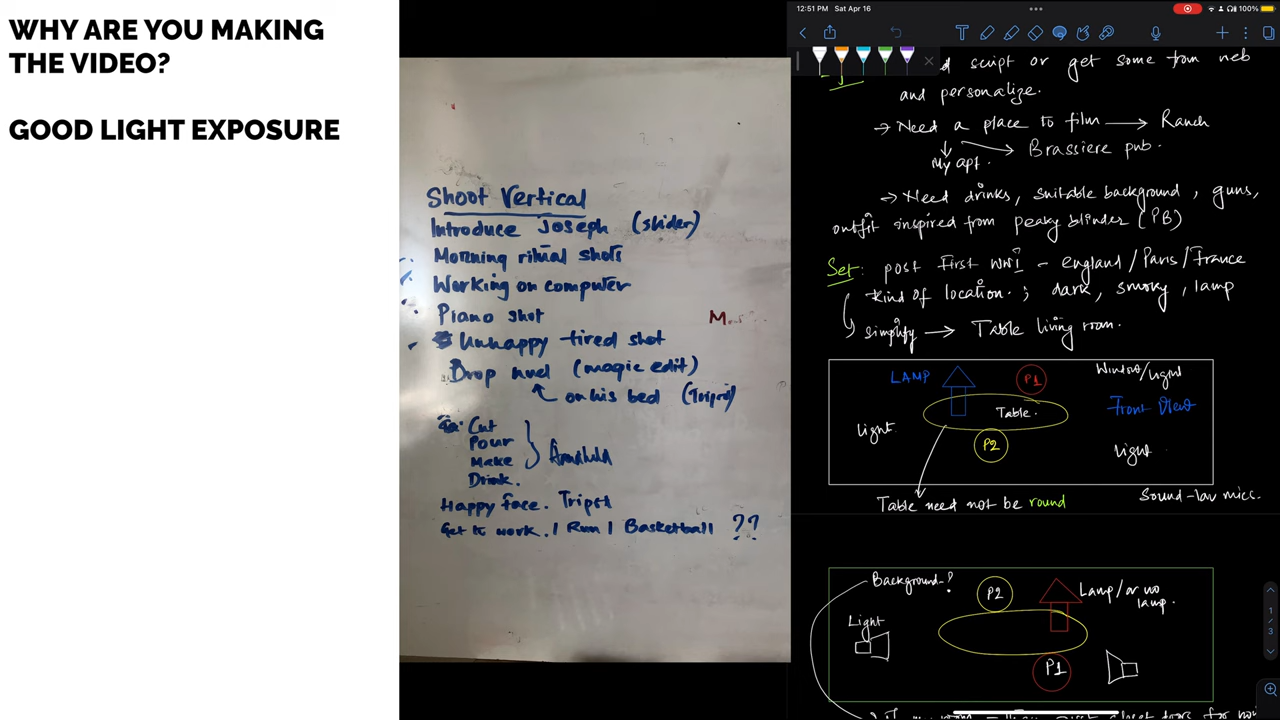 WHY ARE YOU MAKING
THE VIDEO?
GOOD LIGHT EXPOSURE
Shoot Vertical
Introduce Joseph (slider)
Morning ritual shots
Working on computer
Piano shot
Unhappy tired shot
Drop (magic edit)
on his bed (Tripod)
Cut
Pour
Make
Drink.
Happy face. Tripod
Get to work. / Run / Basketball ??
12:51 PM Sat Apr 16
100%
script or get some from web
and personalize.
→ Need a place to film → Ranch
→ Brassiere pub.
My apt.
→ Need drinks, suitable background, guns,
outfit inspired from peaky blinder (PB)
Set: post First WWI - england/Paris/France
kind of location. ; dark, smoky, lamp
simplify → Table living room.
LAMP
P1
Window/light
Table.
Front View
light
P2
light
Table need not be round
Sound-lav mics.
Background-?
P2
Lamp/or no
lamp.
Light
P1
1
/
3